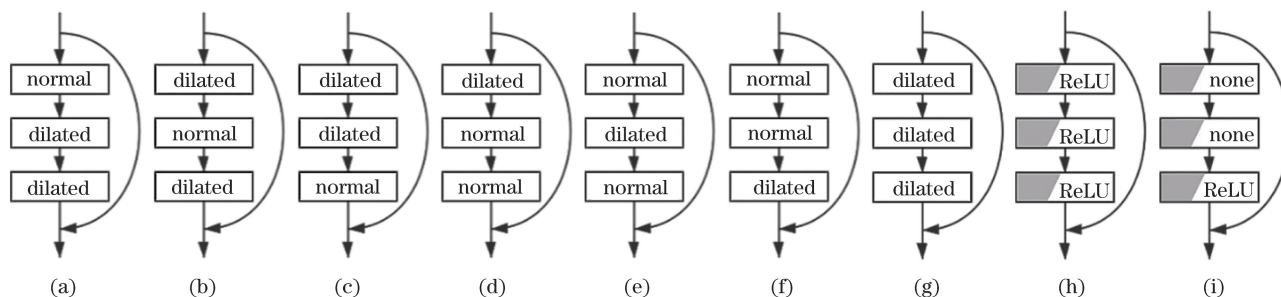 normal dilated dilated dilated normal normal dilated ReLU none
dilated normal dilated normal dilated normal dilated ReLU none
dilated dilated normal normal normal dilated dilated ReLU ReLU
(a) (b) (c) (d) (e) (f) (g) (h) (i)